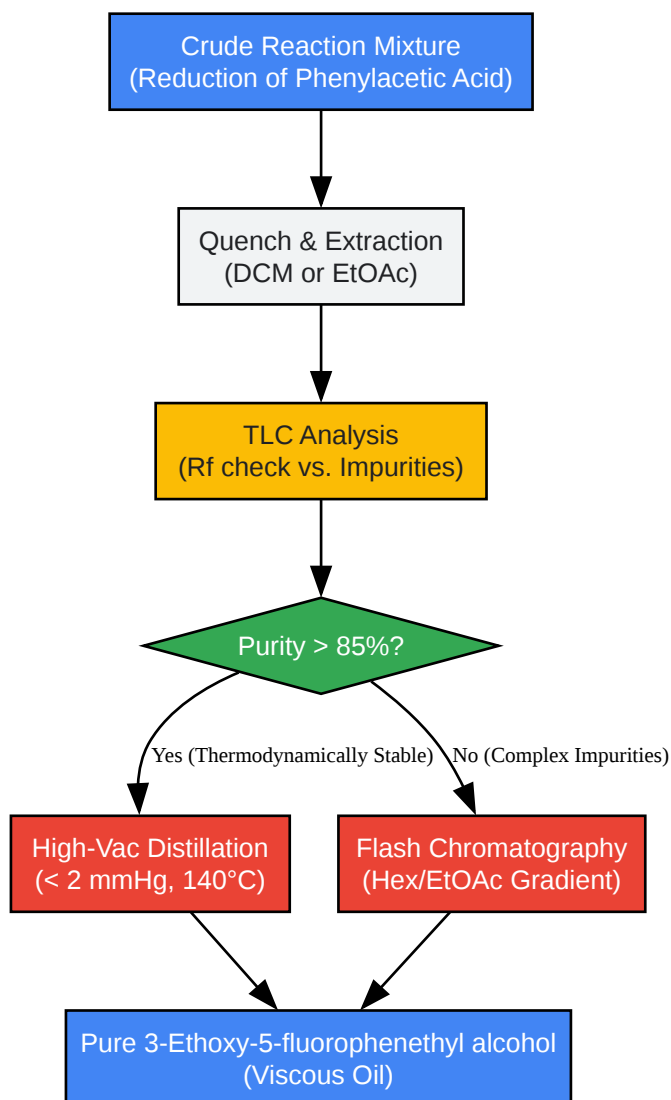 Crude Reaction Mixture
(Reduction of Phenylacetic Acid)
Quench & Extraction
(DCM or EtOAc)
TLC Analysis
(Rf check vs. Impurities)
Purity > 85%?
Yes (Thermodynamically Stable)
No (Complex Impurities)
High-Vac Distillation
(< 2 mmHg, 140°C)
Flash Chromatography
(Hex/EtOAc Gradient)
Pure 3-Ethoxy-5-fluorophenethyl alcohol
(Viscous Oil)